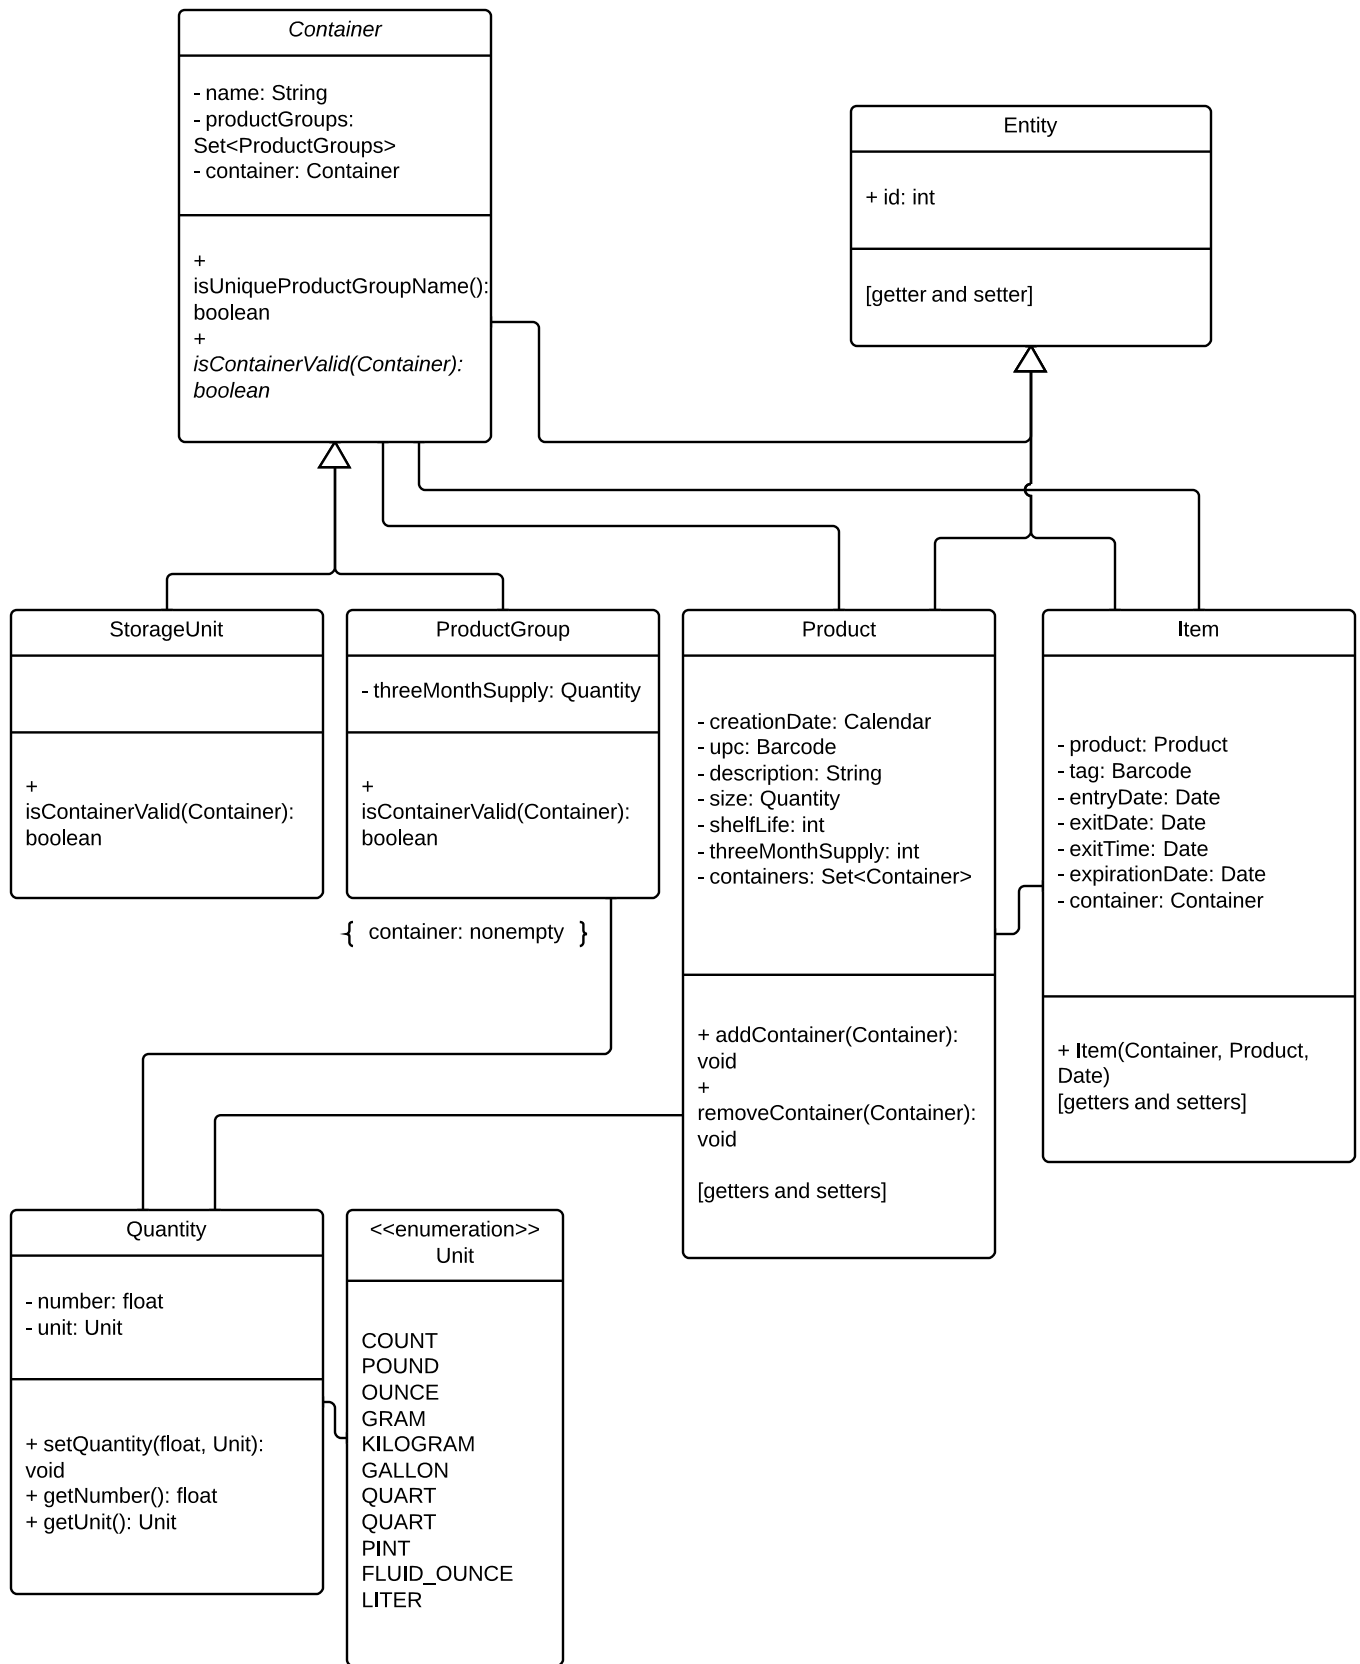 Container
- name: String
- productGroups:
Set<ProductGroups>
- container: Container
+
isUniqueProductGroupName():
boolean
+
isContainerValid(Container):
boolean
Entity
+ id: int
[getter and setter]
StorageUnit
+
isContainerValid(Container):
boolean
ProductGroup
- threeMonthSupply: Quantity
+
isContainerValid(Container):
boolean
{ container: nonempty }
Product
- creationDate: Calendar
- upc: Barcode
- description: String
- size: Quantity
- shelfLife: int
- threeMonthSupply: int
- containers: Set<Container>
+ addContainer(Container):
void
+
removeContainer(Container):
void
[getters and setters]
Item
- product: Product
- tag: Barcode
- entryDate: Date
- exitDate: Date
- exitTime: Date
- expirationDate: Date
- container: Container
+ Item(Container, Product,
Date)
[getters and setters]
Quantity
- number: float
- unit: Unit
+ setQuantity(float, Unit):
void
+ getNumber(): float
+ getUnit(): Unit
<<enumeration>>
Unit
COUNT
POUND
OUNCE
GRAM
KILOGRAM
GALLON
QUART
QUART
PINT
FLUID_OUNCE
LITER